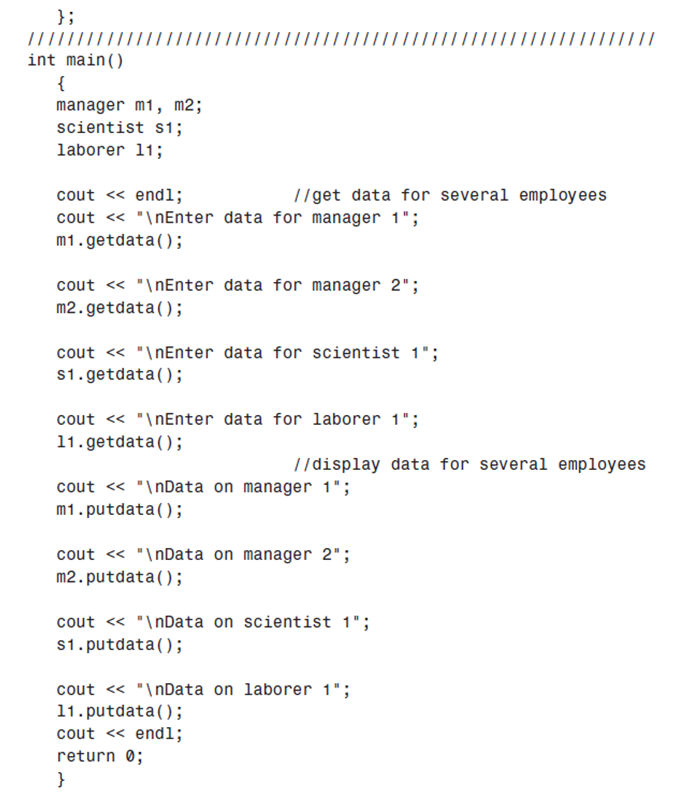 };
////////////////////////////////////////////////////////////////
int main()
{
manager m1, m2;
scientist s1;
laborer l1;
cout << endl;           //get data for several employees
cout << "\nEnter data for manager 1";
m1.getdata();
cout << "\nEnter data for manager 2";
m2.getdata();
cout << "\nEnter data for scientist 1";
s1.getdata();
cout << "\nEnter data for laborer 1";
l1.getdata();
//display data for several employees
cout << "\nData on manager 1";
m1.putdata();
cout << "\nData on manager 2";
m2.putdata();
cout << "\nData on scientist 1";
s1.putdata();
cout << "\nData on laborer 1";
l1.putdata();
cout << endl;
return 0;
}